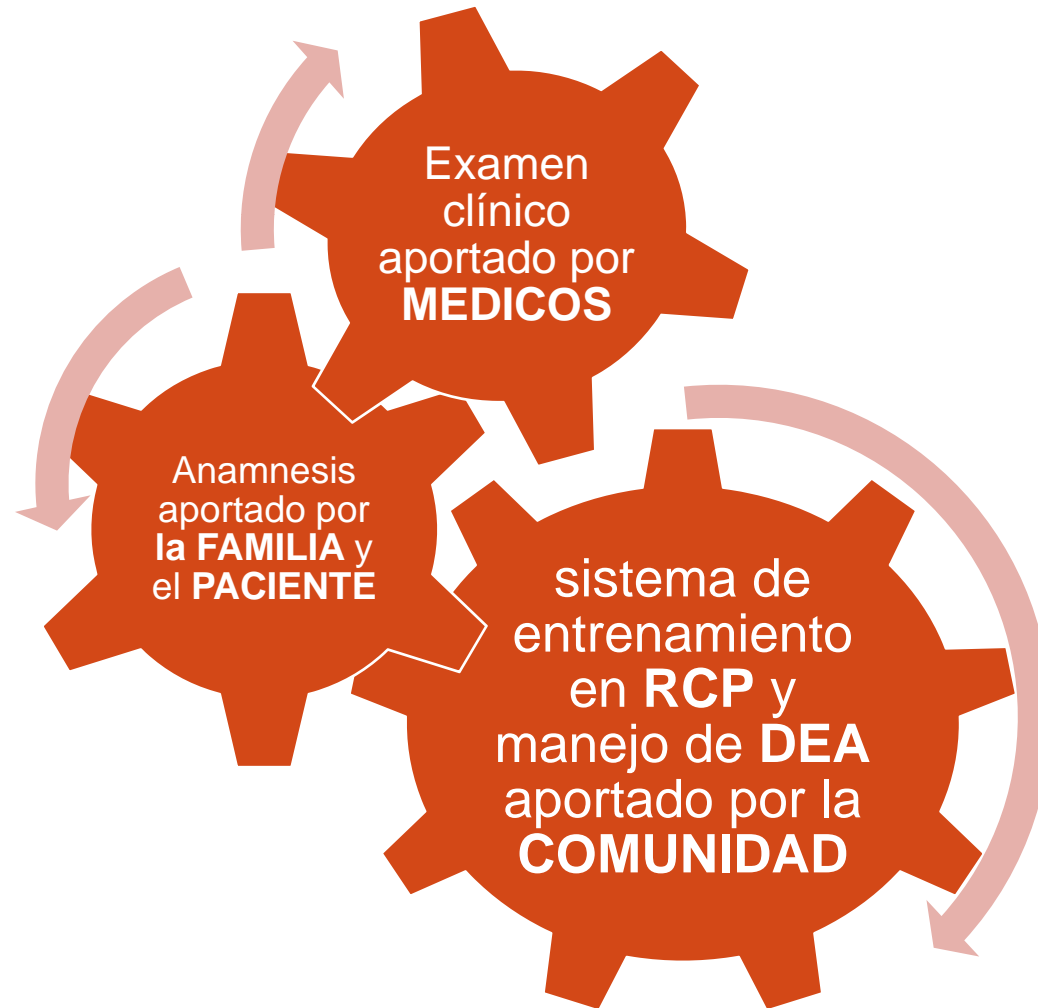 Examen
clínico
aportado por
MEDICOS
Anamnesis
aportado por
la FAMILIA y
el PACIENTE
sistema de
entrenamiento
en RCP y
manejo de DEA
aportado por la
COMUNIDAD